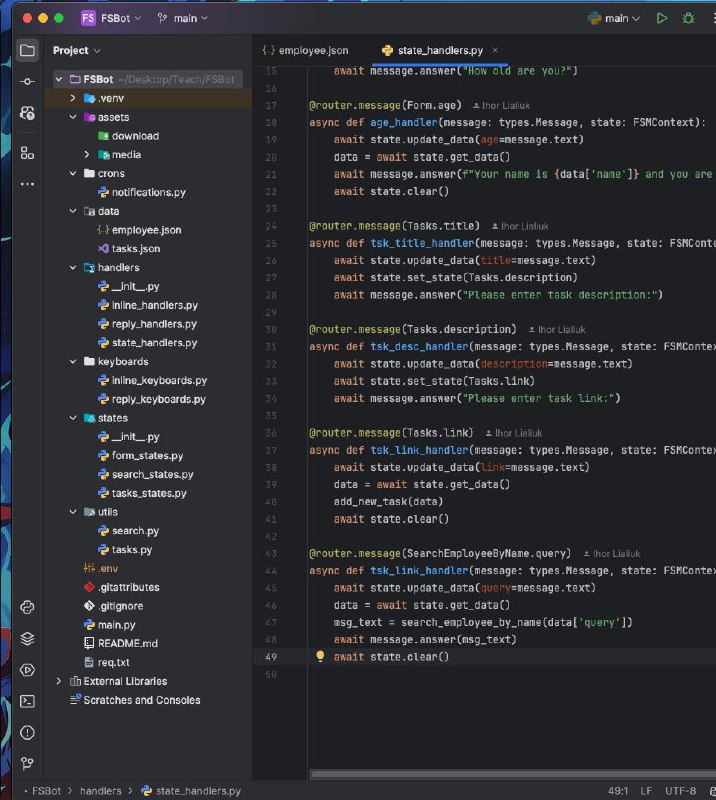 FS FSBot main main
Project
employee.json state_handlers.py
FSBot ~/Desktop/Teach/FSBot
.venv
assets
download
media
crons
notifications.py
data
employee.json
tasks.json
handlers
__init__.py
inline_handlers.py
reply_handlers.py
state_handlers.py
keyboards
inline_keyboards.py
reply_keyboards.py
states
__init__.py
form_states.py
search_states.py
tasks_states.py
utils
search.py
tasks.py
.env
.gitattributes
.gitignore
main.py
README.md
req.txt
External Libraries
Scratches and Consoles
15 await message.answer("How old are you?")
16
17 @router.message(Form.age) Ihor Lialiuk
18 async def age_handler(message: types.Message, state: FSMContext):
19 await state.update_data(age=message.text)
20 data = await state.get_data()
21 await message.answer(f"Your name is {data['name']} and you are
22 await state.clear()
23
24 @router.message(Tasks.title) Ihor Lialiuk
25 async def tsk_title_handler(message: types.Message, state: FSMConte
26 await state.update_data(title=message.text)
27 await state.set_state(Tasks.description)
28 await message.answer("Please enter task description:")
29
30 @router.message(Tasks.description) Ihor Lialiuk
31 async def tsk_desc_handler(message: types.Message, state: FSMContex
32 await state.update_data(description=message.text)
33 await state.set_state(Tasks.link)
34 await message.answer("Please enter task link:")
35
36 @router.message(Tasks.link) Ihor Lialiuk
37 async def tsk_link_handler(message: types.Message, state: FSMContex
38 await state.update_data(link=message.text)
39 data = await state.get_data()
40 add_new_task(data)
41 await state.clear()
42
43 @router.message(SearchEmployeeByName.query) Ihor Lialiuk
44 async def tsk_link_handler(message: types.Message, state: FSMContex
45 await state.update_data(query=message.text)
46 data = await state.get_data()
47 msg_text = search_employee_by_name(data['query'])
48 await message.answer(msg_text)
49 await state.clear()
50
FSBot handlers state_handlers.py 49:1 LF UTF-8